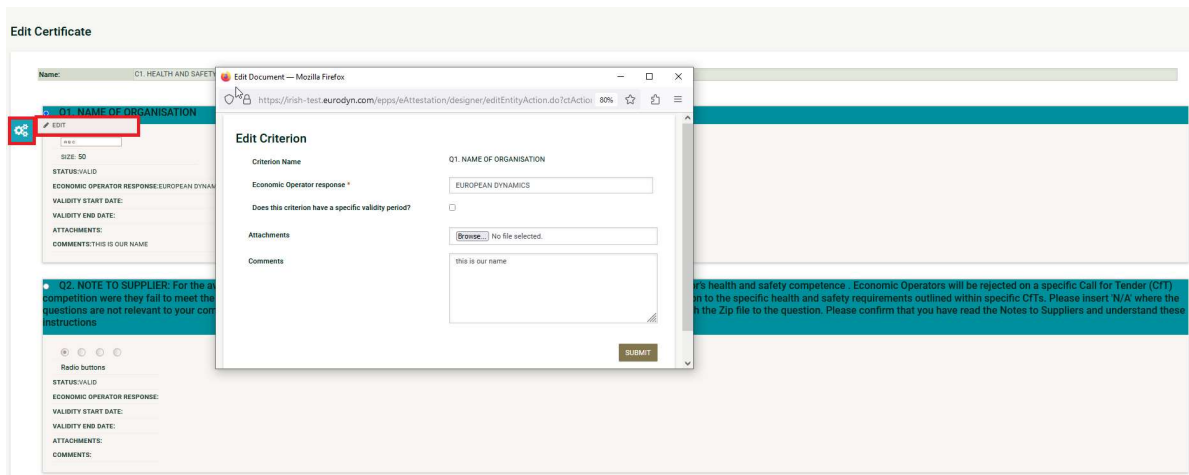 Edit Certificate
Name: C1. HEALTH AND SAFETY
Q1. NAME OF ORGANISATION
EDIT
SIZE: 50
STATUS:VALID
ECONOMIC OPERATOR RESPONSE:EUROPEAN DYNAM
VALIDITY START DATE:
VALIDITY END DATE:
ATTACHMENTS:
COMMENTS:THIS IS OUR NAME
Edit Document — Mozilla Firefox
https://irish-test.eurodyn.com/epps/eAttestation/designer/editEntityAction.do?ctActio 80%
Edit Criterion
Criterion Name Q1. NAME OF ORGANISATION
Economic Operator response * EUROPEAN DYNAMICS
Does this criterion have a specific validity period?
Attachments Browse... No file selected.
Comments this is our name
SUBMIT
Q2. NOTE TO SUPPLIER: For the av r's health and safety competence . Economic Operators will be rejected on a specific Call for Tender (CfT)
competition were they fail to meet the n to the specific health and safety requirements outlined within specific CfTs. Please insert 'N/A' where the
questions are not relevant to your com h the Zip file to the question. Please confirm that you have read the Notes to Suppliers and understand these
instructions
Radio buttons
STATUS:VALID
ECONOMIC OPERATOR RESPONSE:
VALIDITY START DATE:
VALIDITY END DATE:
ATTACHMENTS:
COMMENTS: